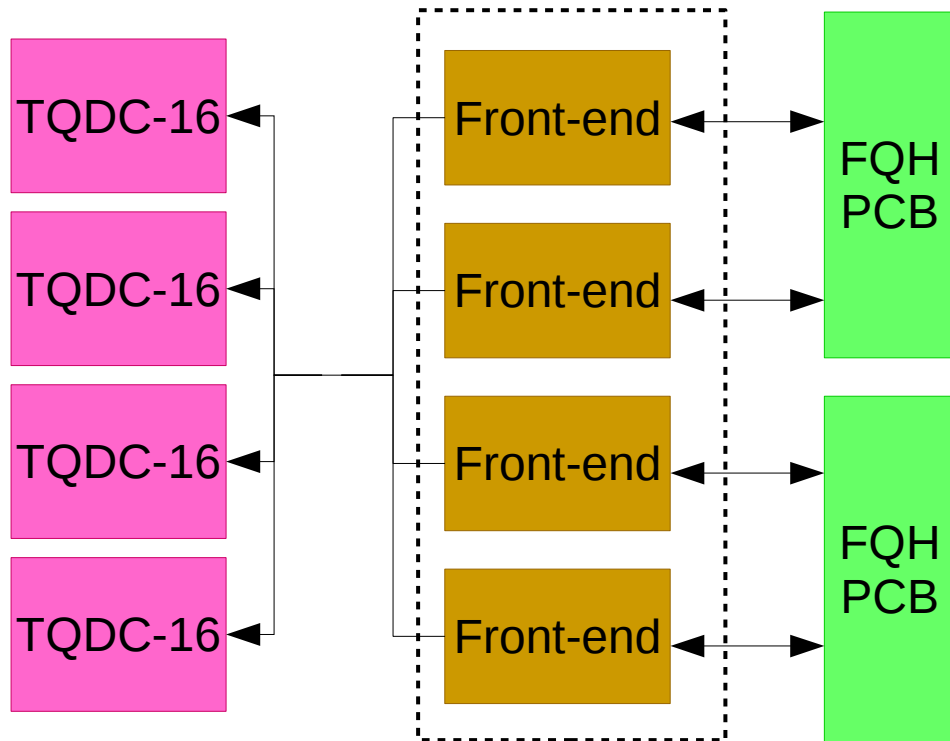 TQDC-16
Front-end
FQH
PCB
TQDC-16
Front-end
TQDC-16
Front-end
FQH
PCB
TQDC-16
Front-end